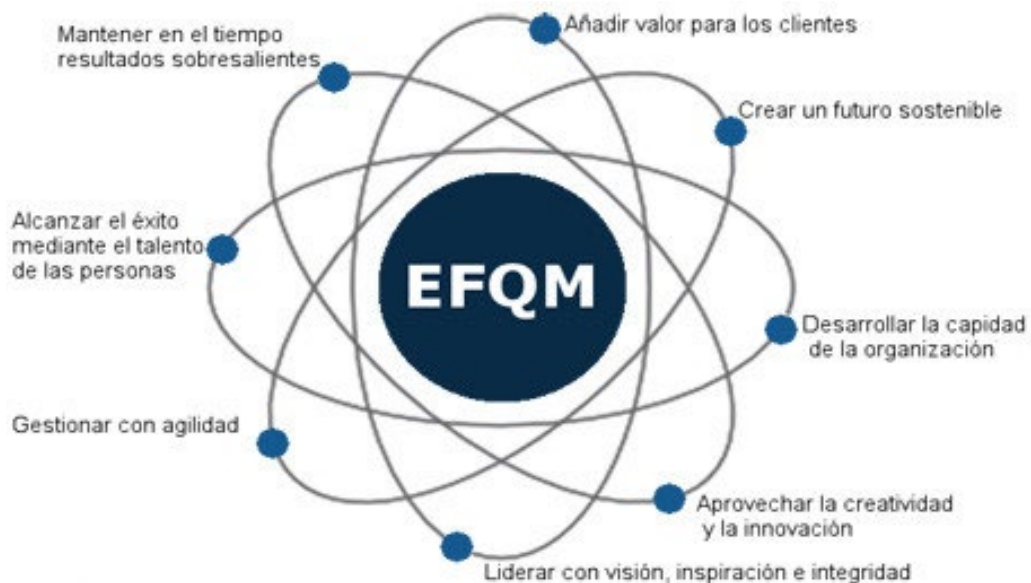 Añadir valor para los clientes
Mantener en el tiempo
resultados sobresalientes
Crear un futuro sostenible
Alcanzar el éxito
mediante el talento
de las personas
EFQM
Desarrollar la capidad
de la organización
Gestionar con agilidad
Aprovechar la creatividad
y la innovación
Liderar con visión, inspiración e integridad